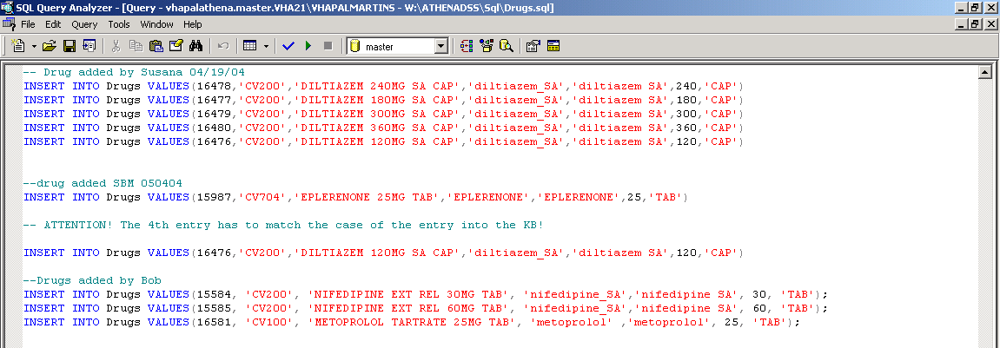 SQL Query Analyzer - [Query - vhapalathena.master.VHA21\VHAPALMARTINS - W:\ATHENADSS\Sql\Drugs.sql]
File Edit Query Tools Window Help
master
-- Drug added by Susana 04/19/04
INSERT INTO Drugs VALUES(16478,'CV200','DILTIAZEM 240MG SA CAP','diltiazem_SA','diltiazem SA',240,'CAP')
INSERT INTO Drugs VALUES(16477,'CV200','DILTIAZEM 180MG SA CAP','diltiazem_SA','diltiazem SA',180,'CAP')
INSERT INTO Drugs VALUES(16479,'CV200','DILTIAZEM 300MG SA CAP','diltiazem_SA','diltiazem SA',300,'CAP')
INSERT INTO Drugs VALUES(16480,'CV200','DILTIAZEM 360MG SA CAP','diltiazem_SA','diltiazem SA',360,'CAP')
INSERT INTO Drugs VALUES(16476,'CV200','DILTIAZEM 120MG SA CAP','diltiazem_SA','diltiazem SA',120,'CAP')
--drug added SBM 050404
INSERT INTO Drugs VALUES(15987,'CV704','EPLERENONE 25MG TAB','EPLERENONE','EPLERENONE',25,'TAB')
-- ATTENTION! The 4th entry has to match the case of the entry into the KB!
INSERT INTO Drugs VALUES(16476,'CV200','DILTIAZEM 120MG SA CAP','diltiazem_SA','diltiazem SA',120,'CAP')
--Drugs added by Bob
INSERT INTO Drugs VALUES(15584, 'CV200', 'NIFEDIPINE EXT REL 30MG TAB', 'nifedipine_SA','nifedipine SA', 30, 'TAB');
INSERT INTO Drugs VALUES(15585, 'CV200', 'NIFEDIPINE EXT REL 60MG TAB', 'nifedipine_SA','nifedipine SA', 60, 'TAB');
INSERT INTO Drugs VALUES(16581, 'CV100', 'METOPROLOL TARTRATE 25MG TAB', 'metoprolol' ,'metoprolol', 25, 'TAB');